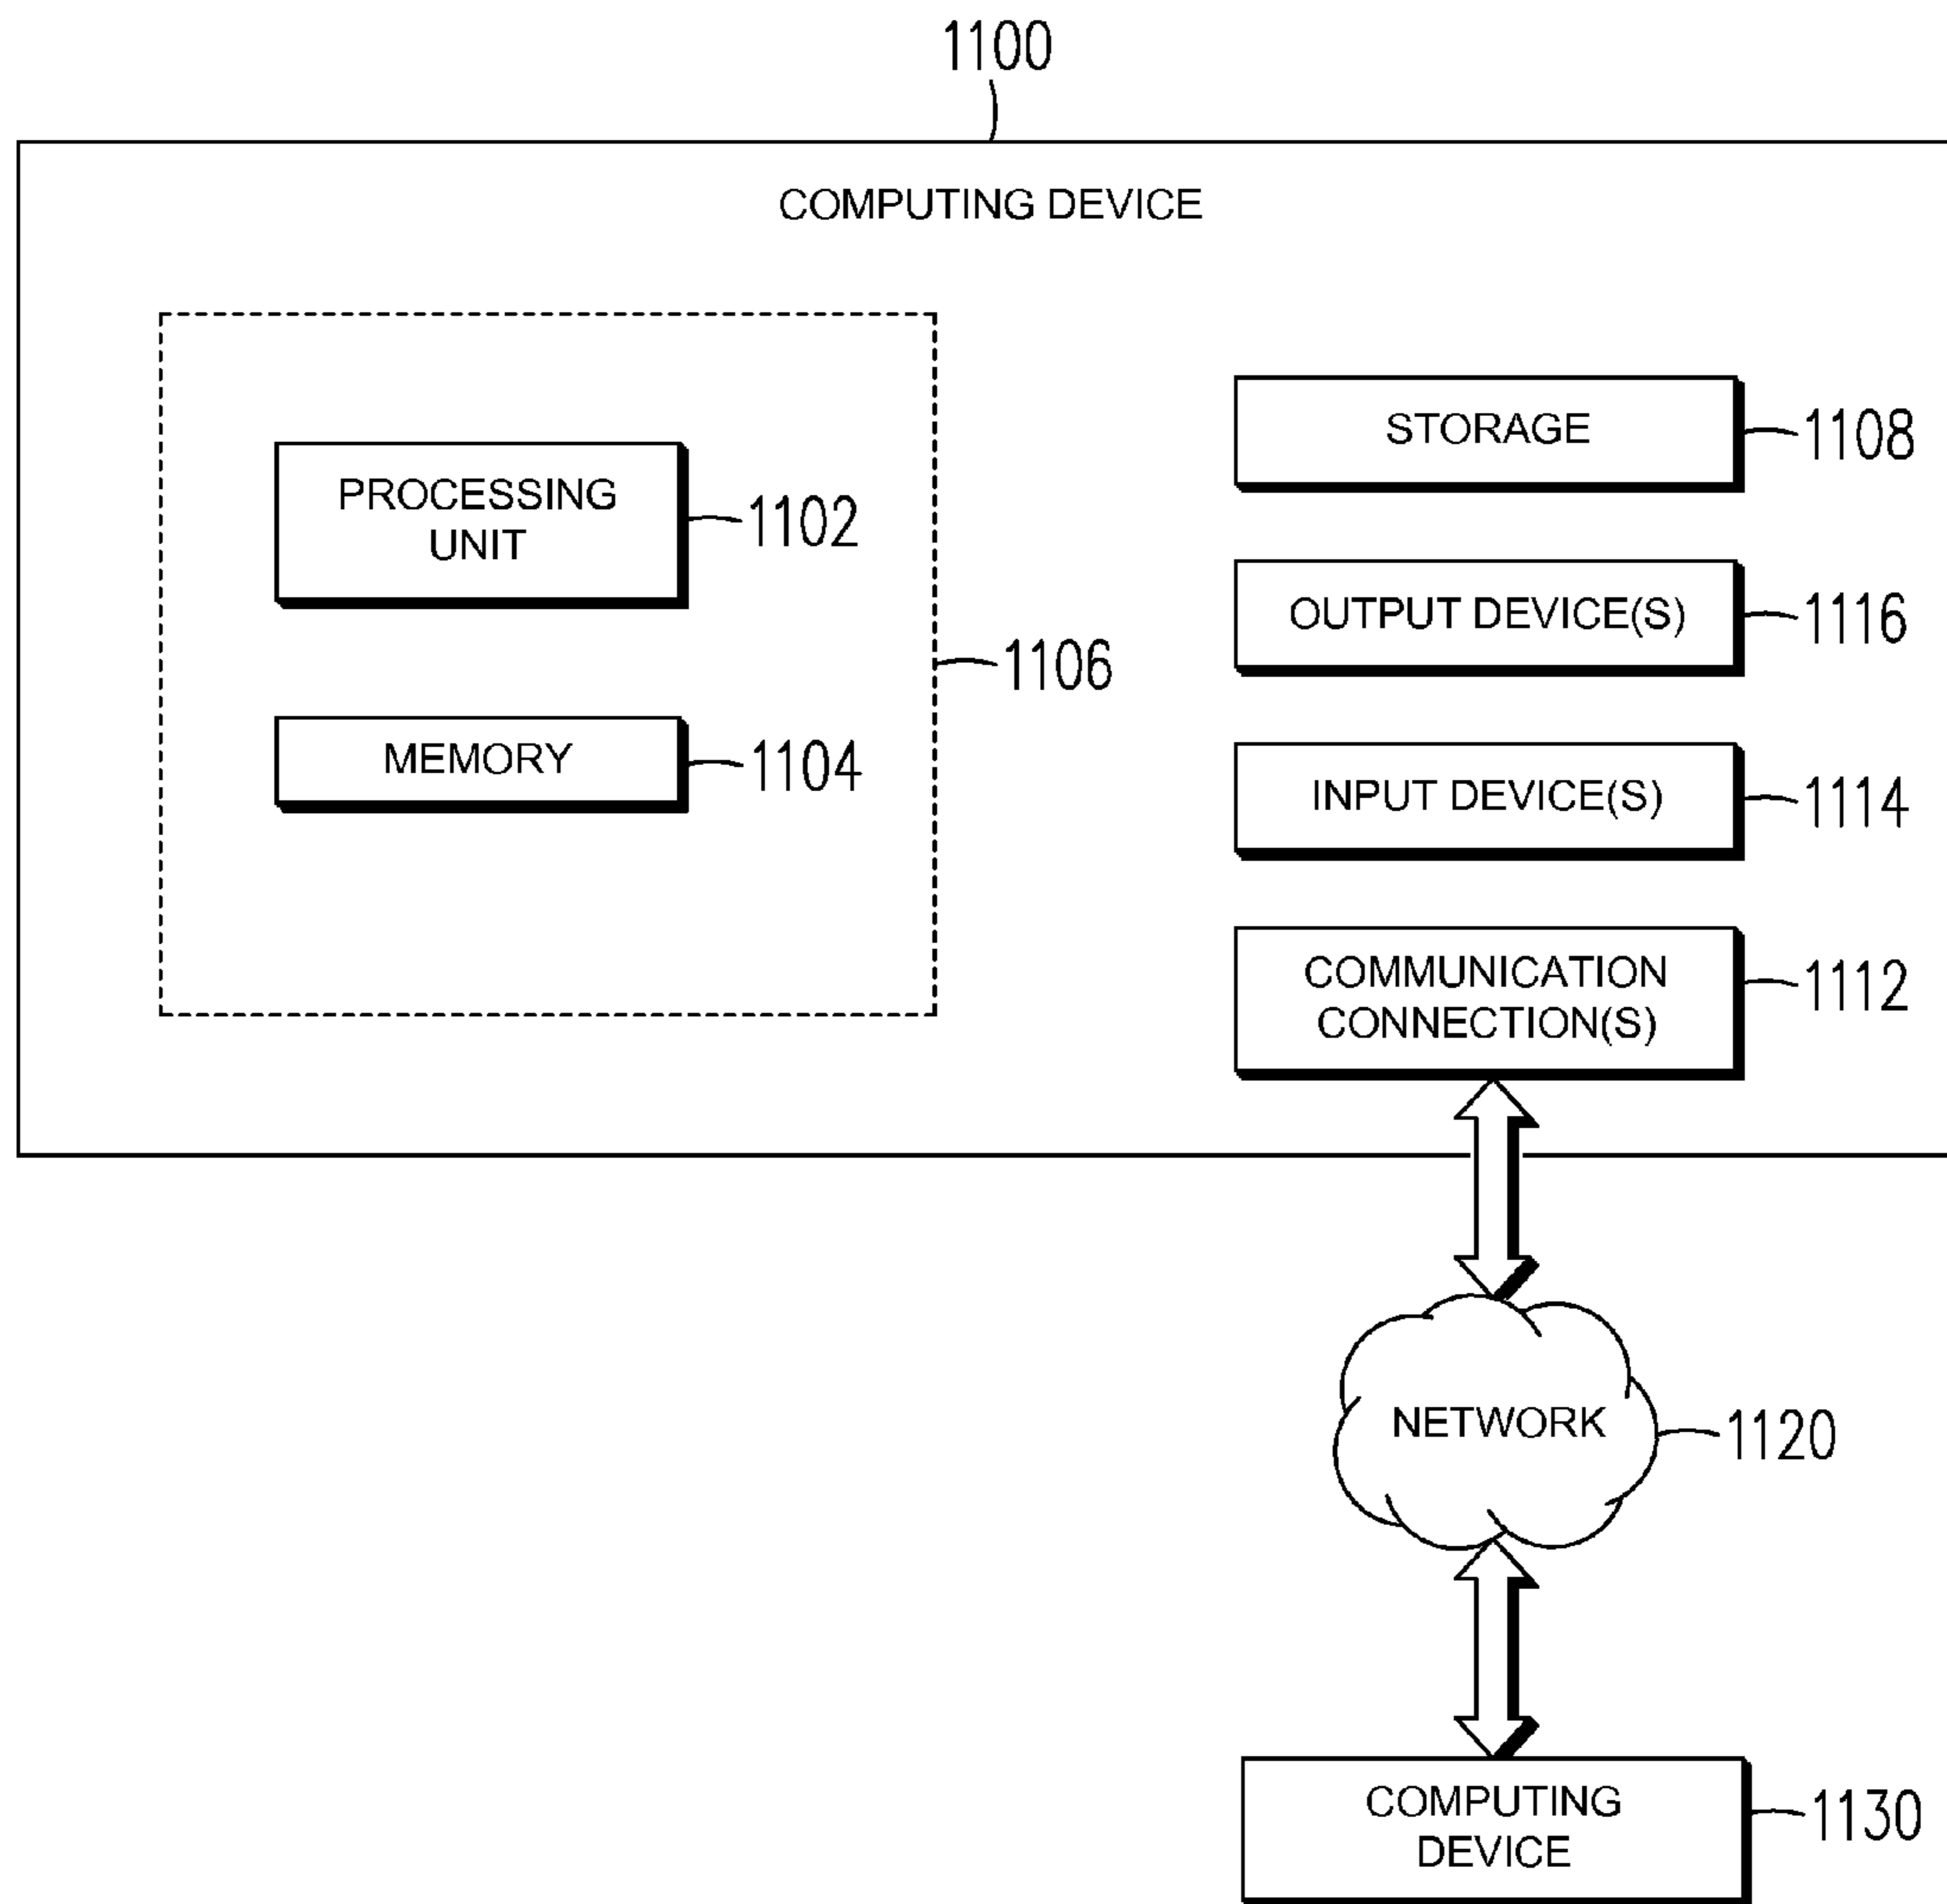 1100
COMPUTING DEVICE
PROCESSING
UNIT
1102
MEMORY
1104
1106
STORAGE
1108
OUTPUT DEVICE(S)
1116
INPUT DEVICE(S)
1114
COMMUNICATION
CONNECTION(S)
1112
NETWORK
1120
COMPUTING
DEVICE
1130